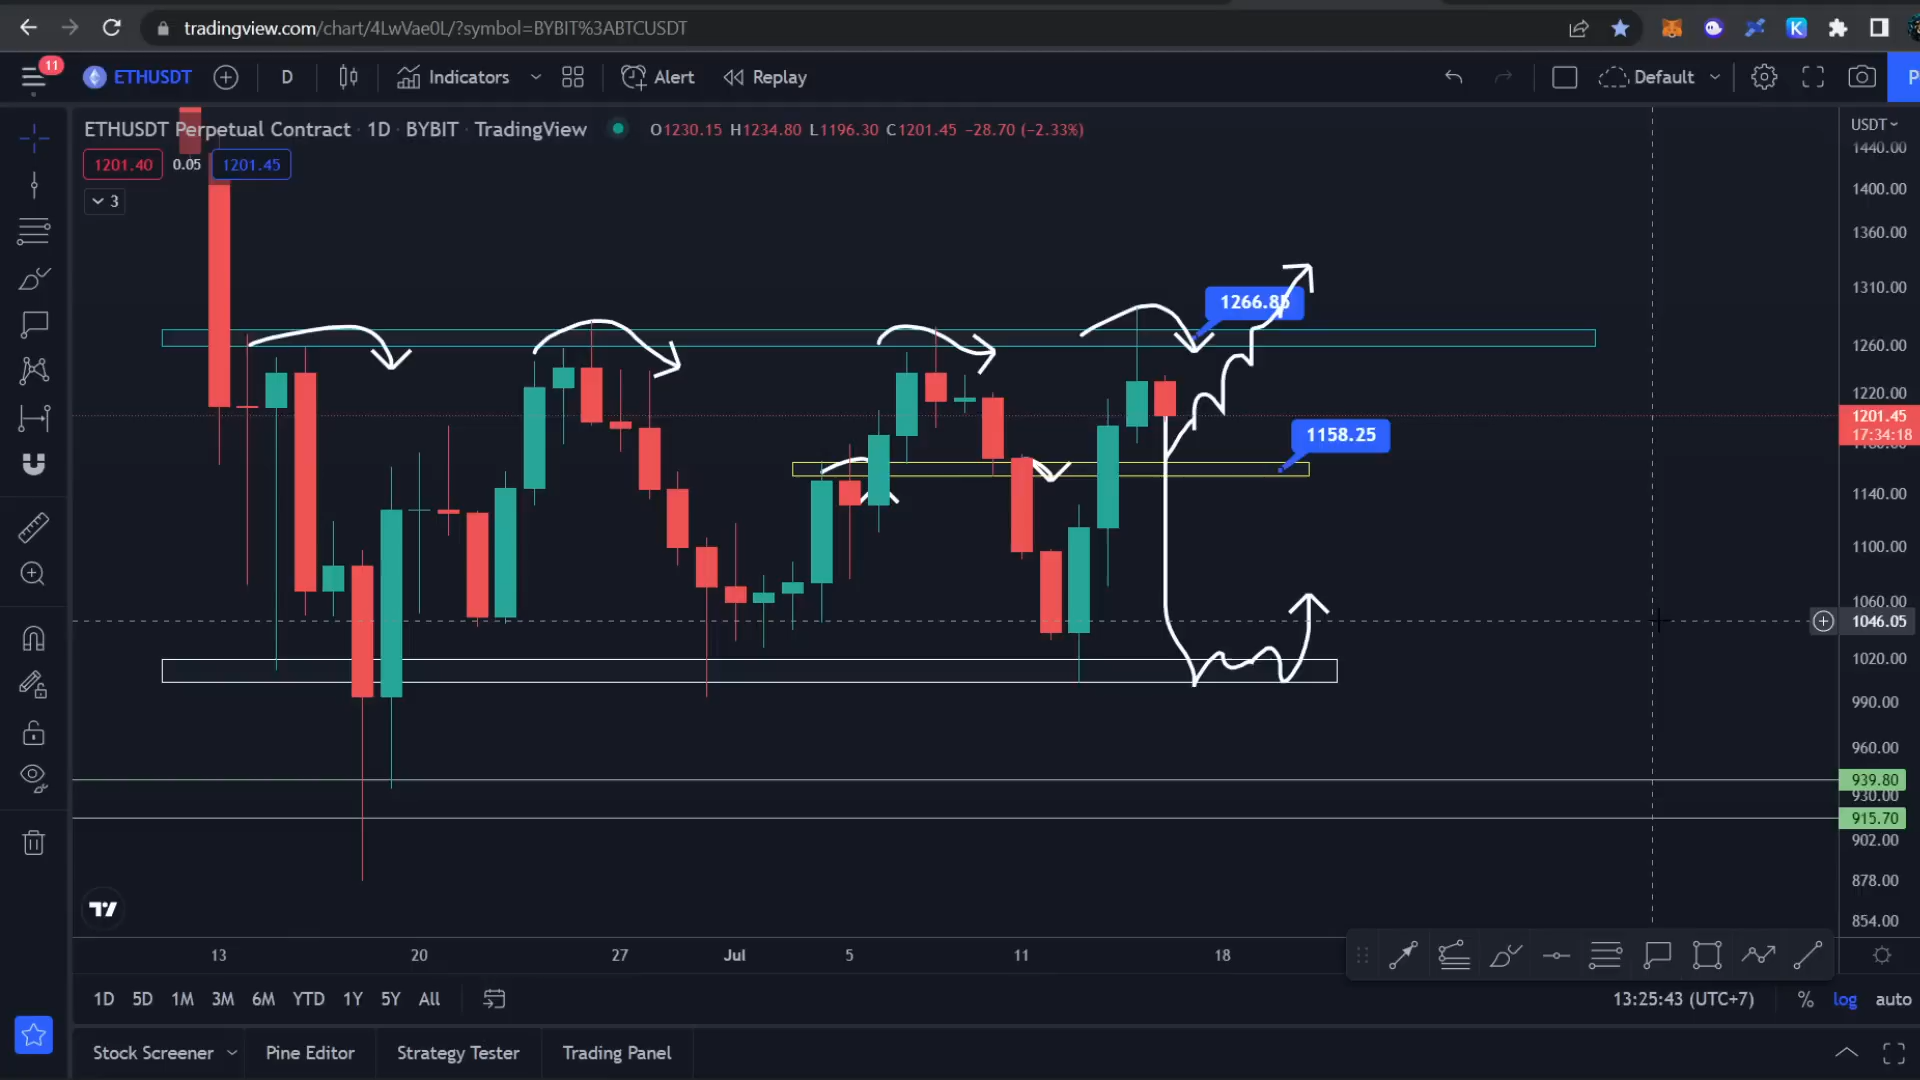 tradingview.com/chart/4LwVae0L/?symbol=BYBIT%3ABTCUSDT
11
ETHUSDT
D
Indicators
Alert
Replay
Default
ETHUSDT Perpetual Contract · 1D · BYBIT · TradingView
O1230.15 H1234.80 L1196.30 C1201.45 −28.70 (−2.33%)
1201.40
0.05
1201.45
3
USDT
1440.00
1400.00
1360.00
1310.00
1260.00
1220.00
1201.45
17:34:18
1140.00
1100.00
1060.00
1046.05
1020.00
990.00
960.00
939.80
930.00
915.70
902.00
878.00
854.00
1266.85
1158.25
13 20 27 Jul 5 11 18
1D 5D 1M 3M 6M YTD 1Y 5Y All
13:25:43 (UTC+7) % log auto
Stock Screener Pine Editor Strategy Tester Trading Panel